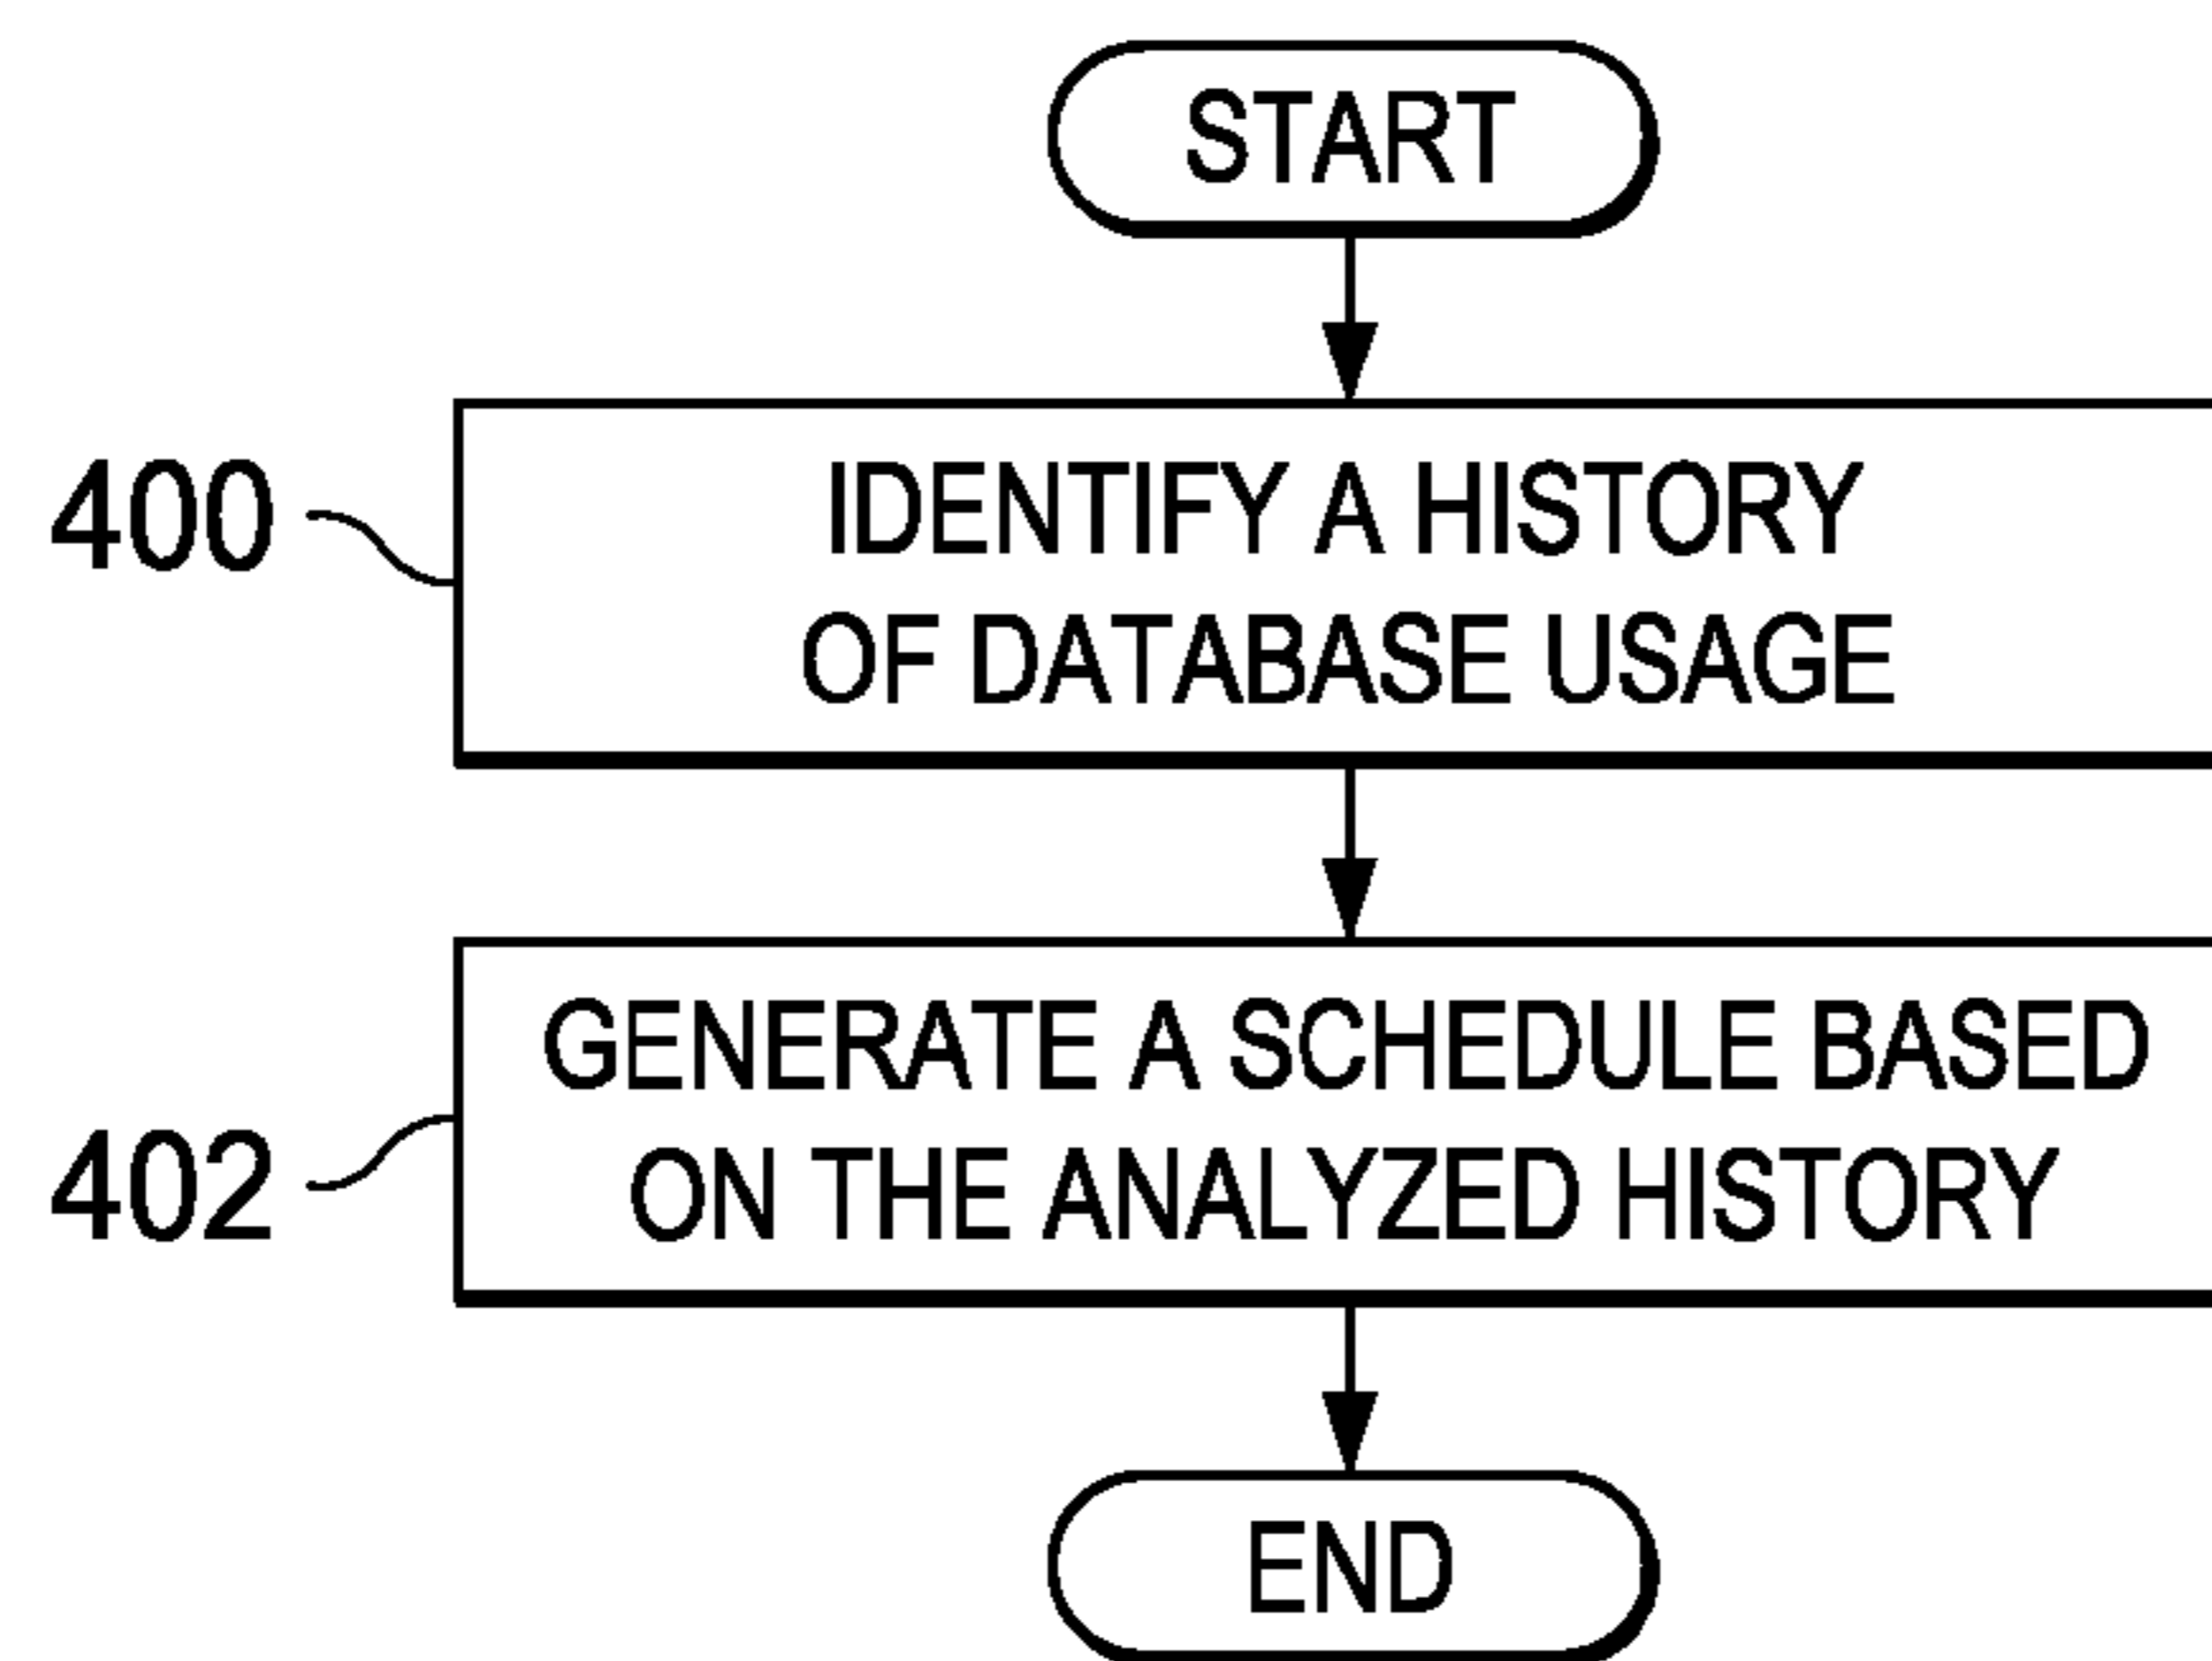 START
400
IDENTIFY A HISTORY
OF DATABASE USAGE
402
GENERATE A SCHEDULE BASED
ON THE ANALYZED HISTORY
END